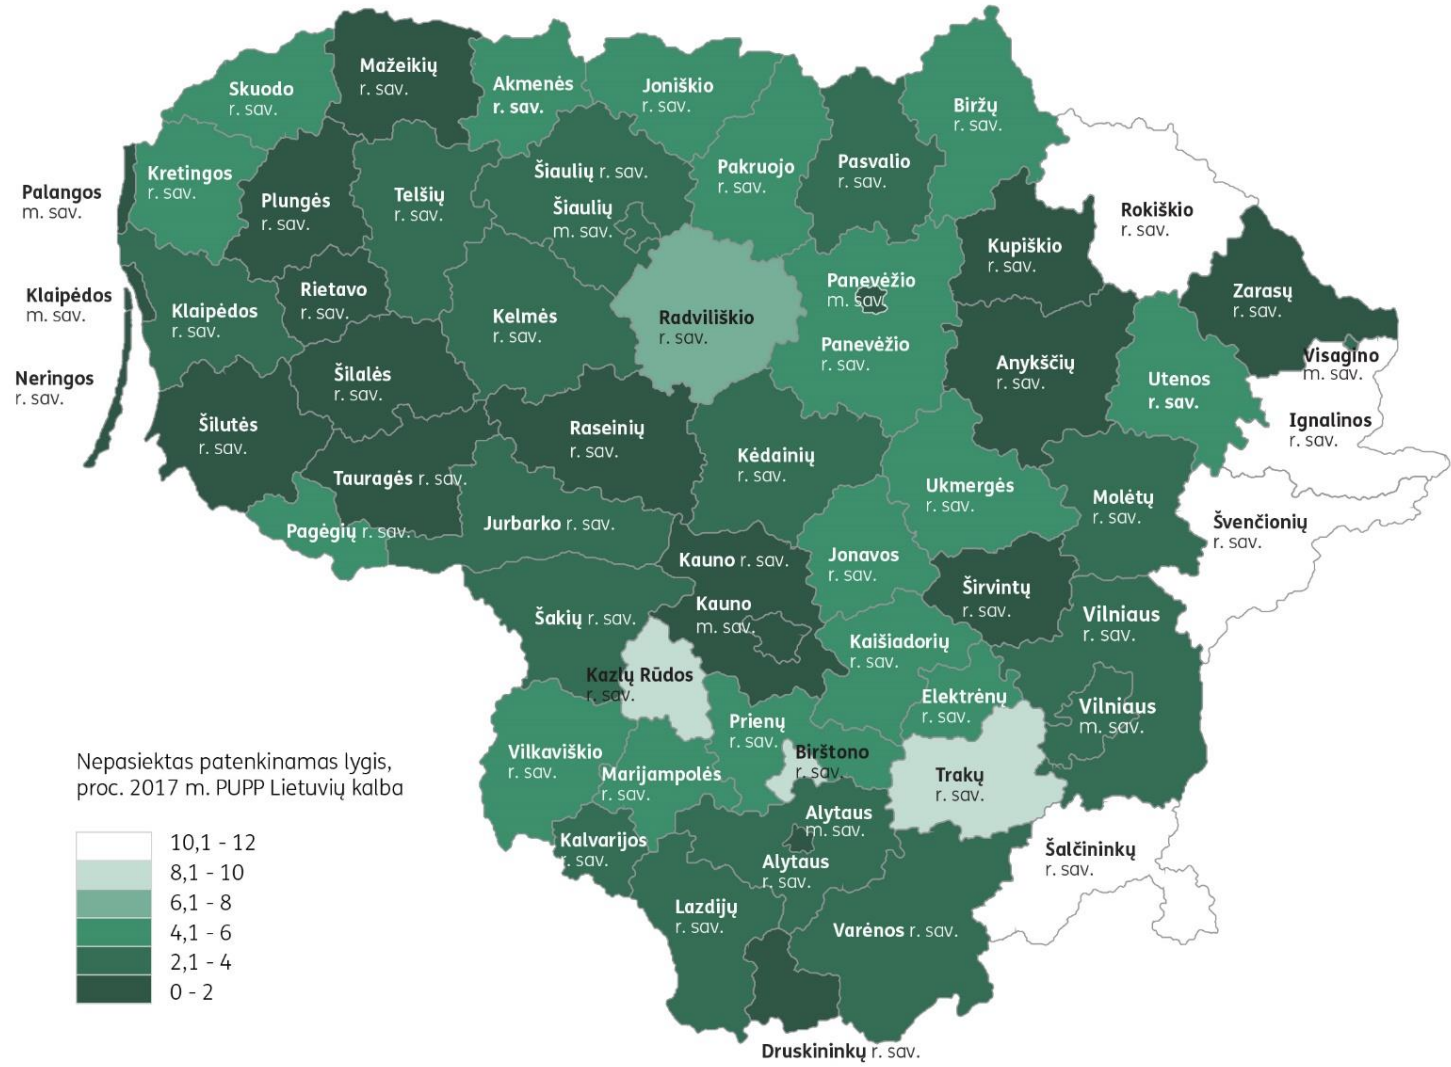 Mažeikių
r. sav.
Skuodo
r. sav.
Akmenės
r. sav.
Joniškio
r. sav.
Biržų
r. sav.
Kretingos
r. sav.
Palangos
m. sav.
Plungės
r. sav.
Telšių
r. sav.
Šiaulių r. sav.
Šiaulių
m. sav.
Pakruojo
r. sav.
Pasvalio
r. sav.
Rokiškio
r. sav.
Kupiškio
r. sav.
Klaipėdos
m. sav.
Klaipėdos
r. sav.
Rietavo
r. sav.
Kelmės
r. sav.
Radviliškio
r. sav.
Panevėžio
m. sav.
Panevėžio
r. sav.
Zarasų
r. sav.
Visagino
m. sav.
Neringos
r. sav.
Šilalės
r. sav.
Anykščių
r. sav.
Utenos
r. sav.
Ignalinos
r. sav.
Šilutės
r. sav.
Raseinių
r. sav.
Kėdainių
r. sav.
Tauragės r. sav.
Ukmergės
r. sav.
Molėtų
r. sav.
Pagėgių r. sav.
Jurbarko r. sav.
Švenčionių
r. sav.
Kauno r. sav.
Jonavos
r. sav.
Kauno
m. sav.
Širvintų
r. sav.
Šakių r. sav.
Vilniaus
r. sav.
Kaišiadorių
r. sav.
Kazlų Rūdos
r. sav.
Elektrėnų
r. sav.
Vilniaus
m. sav.
Prienų
r. sav.
Vilkaviškio
r. sav.
Birštono
r. sav.
Marijampolės
r. sav.
Trakų
r. sav.
Alytaus
m. sav.
Kalvarijos
r. sav.
Alytaus
r. sav.
Šalčininkų
r. sav.
Lazdijų
r. sav.
Varėnos r. sav.
Druskininkų r. sav.
Nepasiektas patenkinamas lygis,
proc. 2017 m. PUPP Lietuvių kalba
10,1 - 12
8,1 - 10
6,1 - 8
4,1 - 6
2,1 - 4
0 - 2